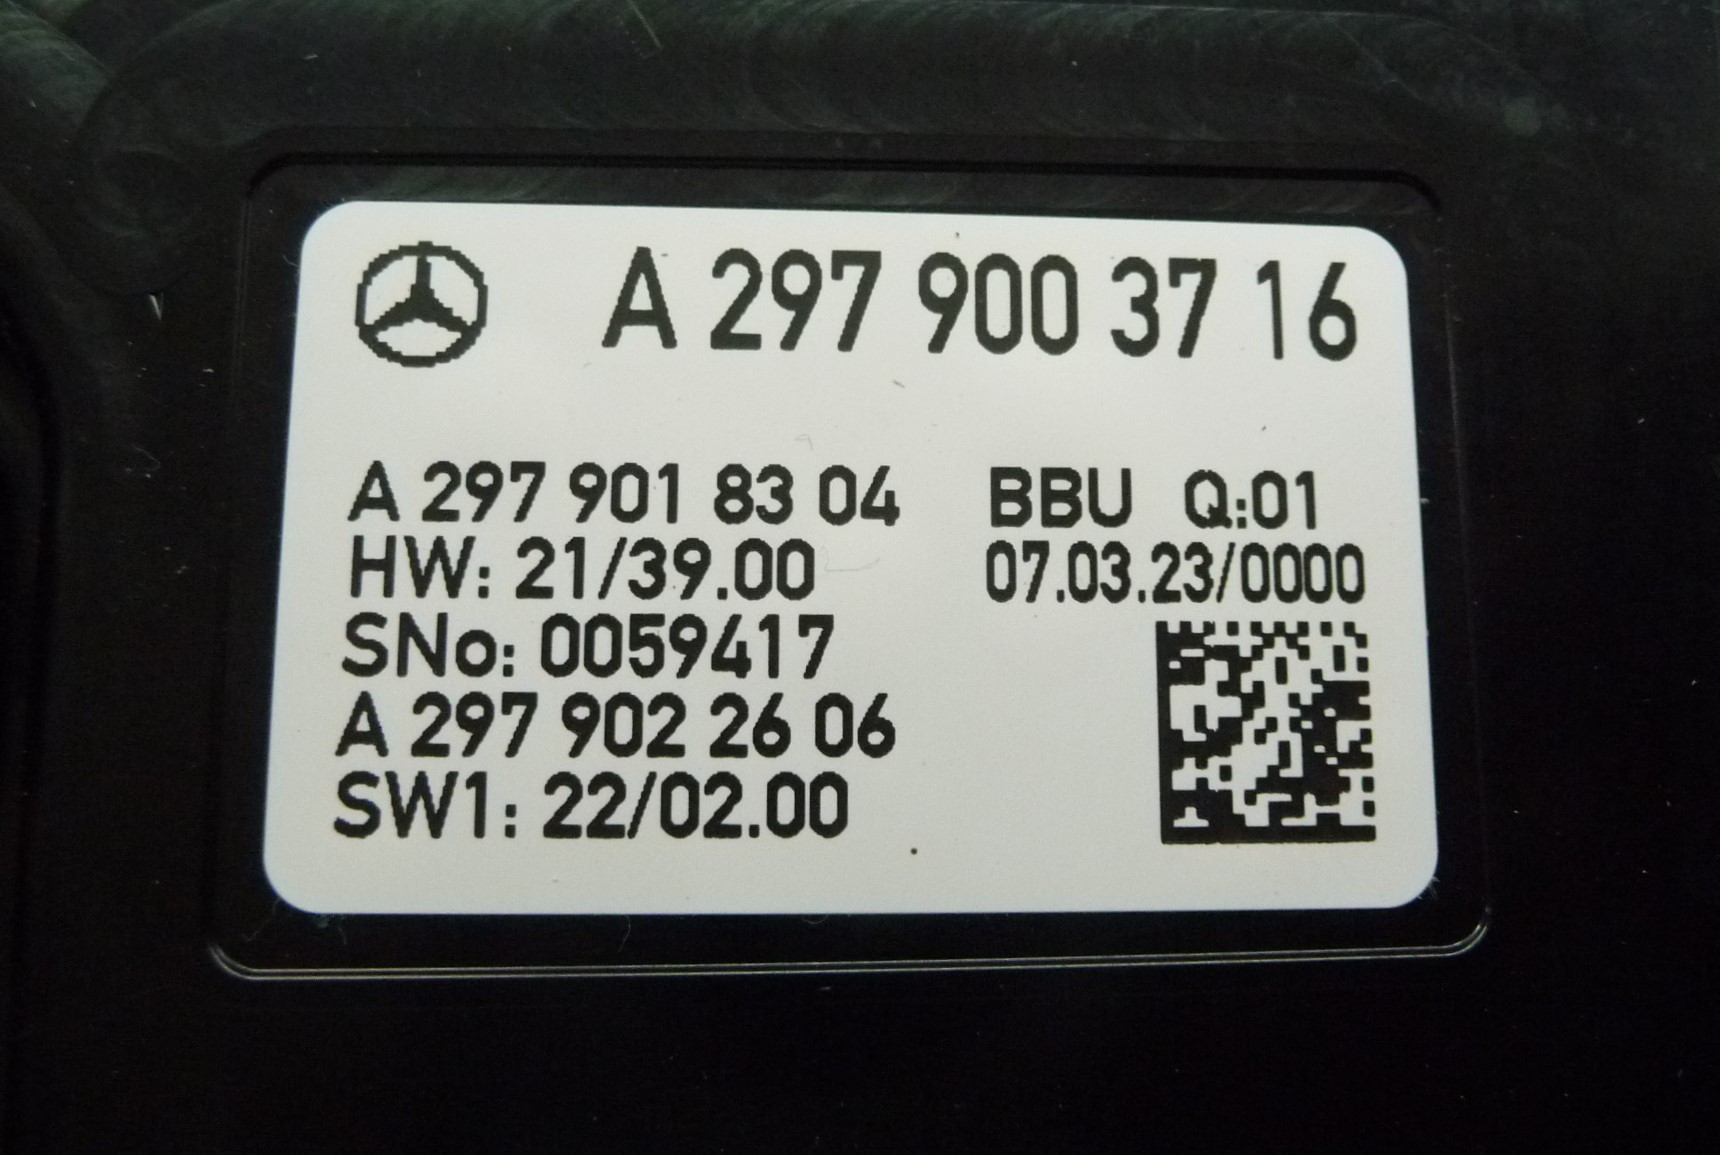 A 297 900 37 16
A 297 901 83 04 BBU Q:01
HW: 21/39.00 07.03.23/0000
SNo: 0059417
A 297 902 26 06
SW1: 22/02.00